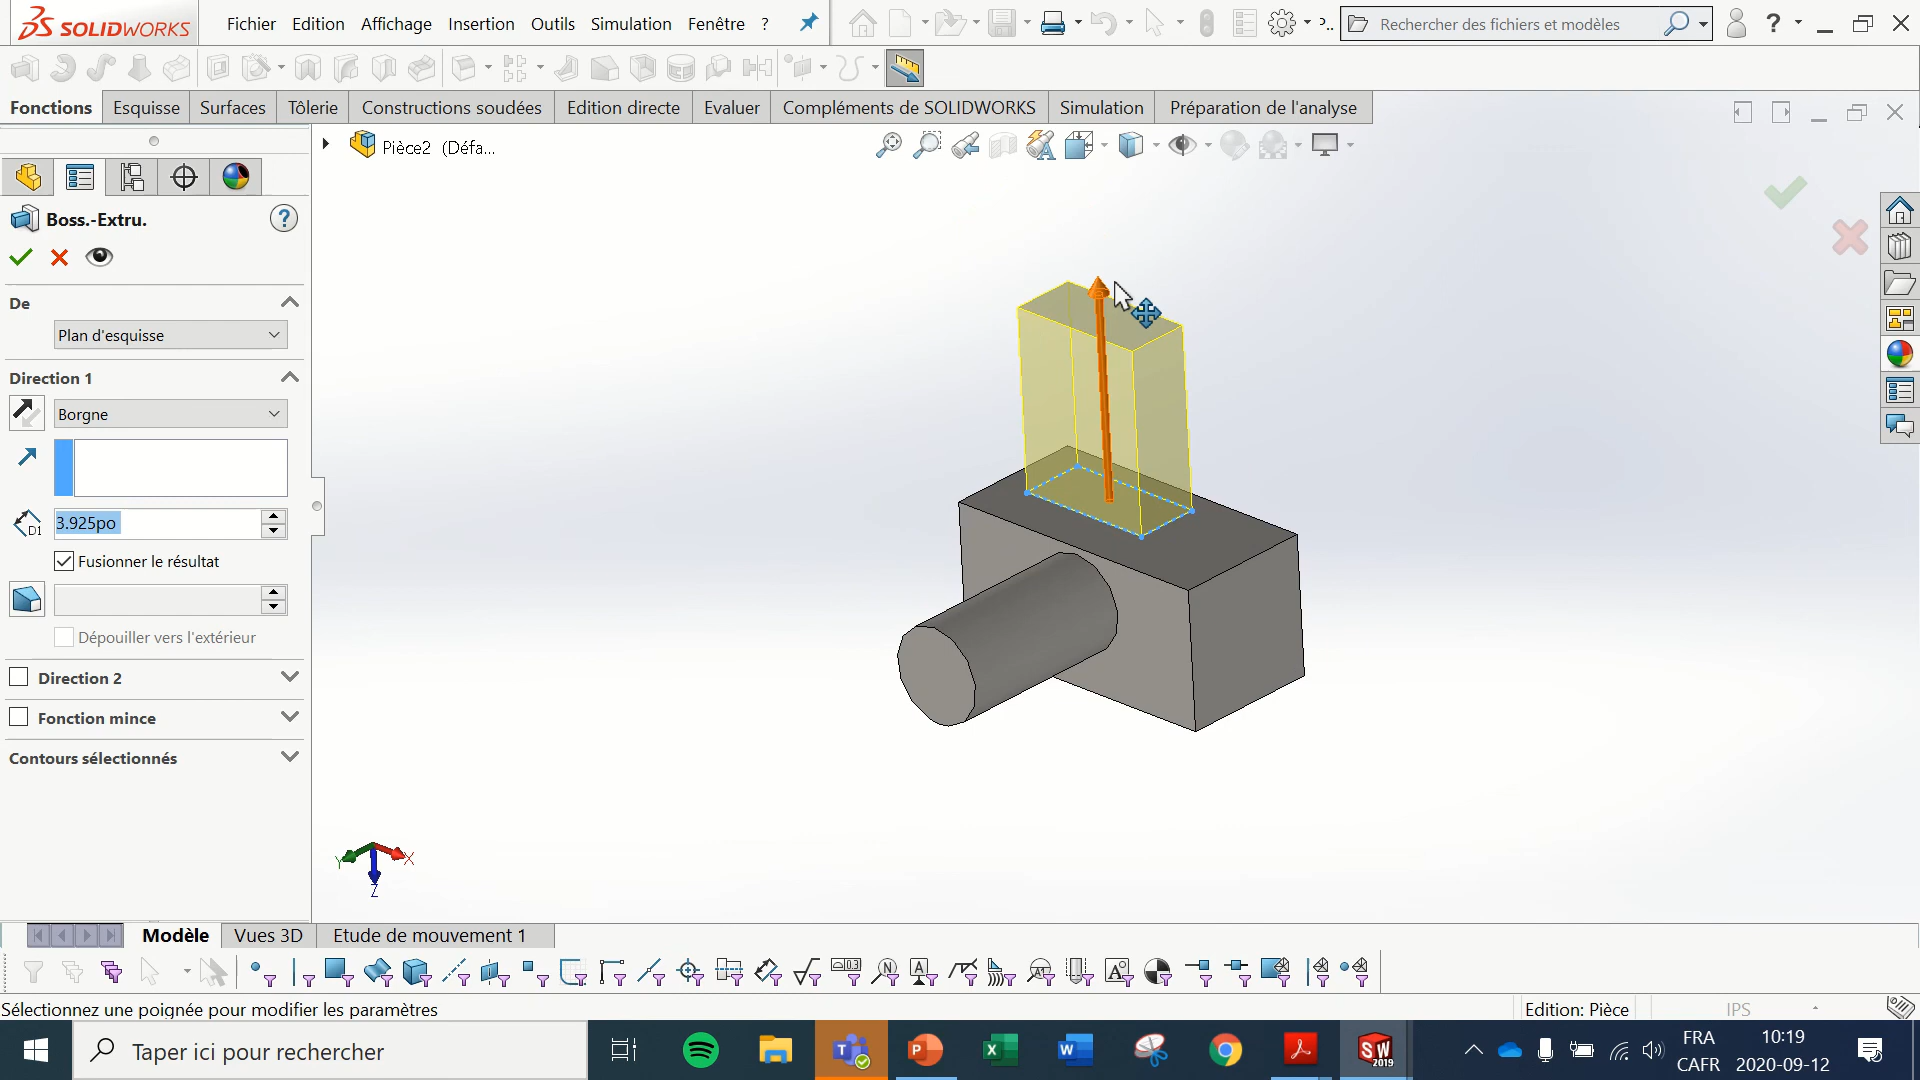 SOLIDWORKS
Fichier Edition Affichage Insertion Outils Simulation Fenêtre ?
Rechercher des fichiers et modèles
?
Fonctions Esquisse Surfaces Tôlerie Constructions soudées Edition directe Evaluer Compléments de SOLIDWORKS Simulation Préparation de l'analyse
Pièce2 (Défa...
Boss.-Extru.
?
De
Plan d'esquisse
Direction 1
Borgne
D1
3.925po
Fusionner le résultat
Dépouiller vers l'extérieur
Direction 2
Fonction mince
Contours sélectionnés
Y
X
Z
Modèle Vues 3D Etude de mouvement 1
Sélectionnez une poignée pour modifier les paramètres
Edition: Pièce
IPS
Taper ici pour rechercher
SW
2019
FRA
CAFR
10:19
2020-09-12